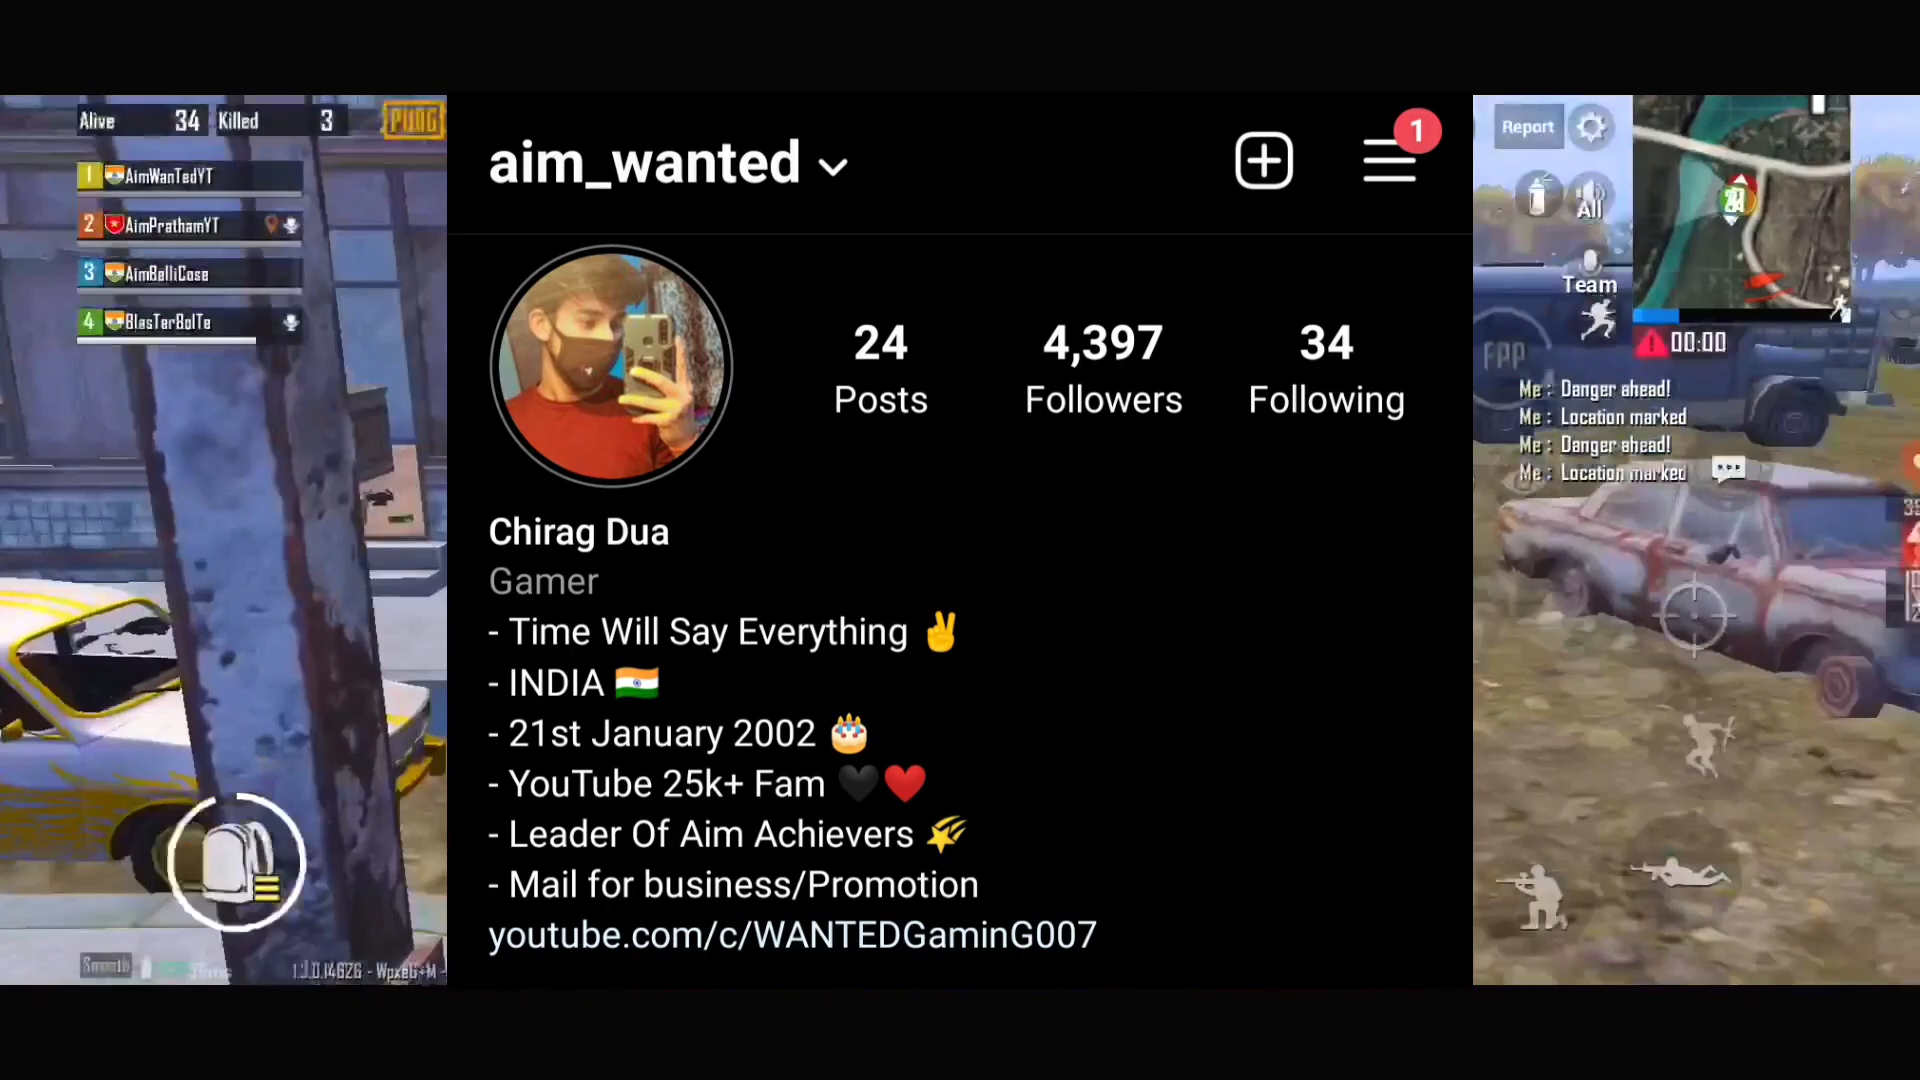 Alive 34 Killed 3 PUBG
1 AimWanTedYT
2 AimPrathamYT
3 AimBelliCose
4 BlasTerBolTe
Smooth
aim_wanted
1
24 4,397 34
Posts Followers Following
Chirag Dua
Gamer
- Time Will Say Everything ✌️
- INDIA 🇮🇳
- 21st January 2002 🎂
- YouTube 25k+ Fam 🖤❤️
- Leader Of Aim Achievers 🌠
- Mail for business/Promotion
youtube.com/c/WANTEDGaminG007
Report
All
Team
00:00
FPP
Me : Danger ahead!
Me : Location marked
Me : Danger ahead!
Me : Location marked